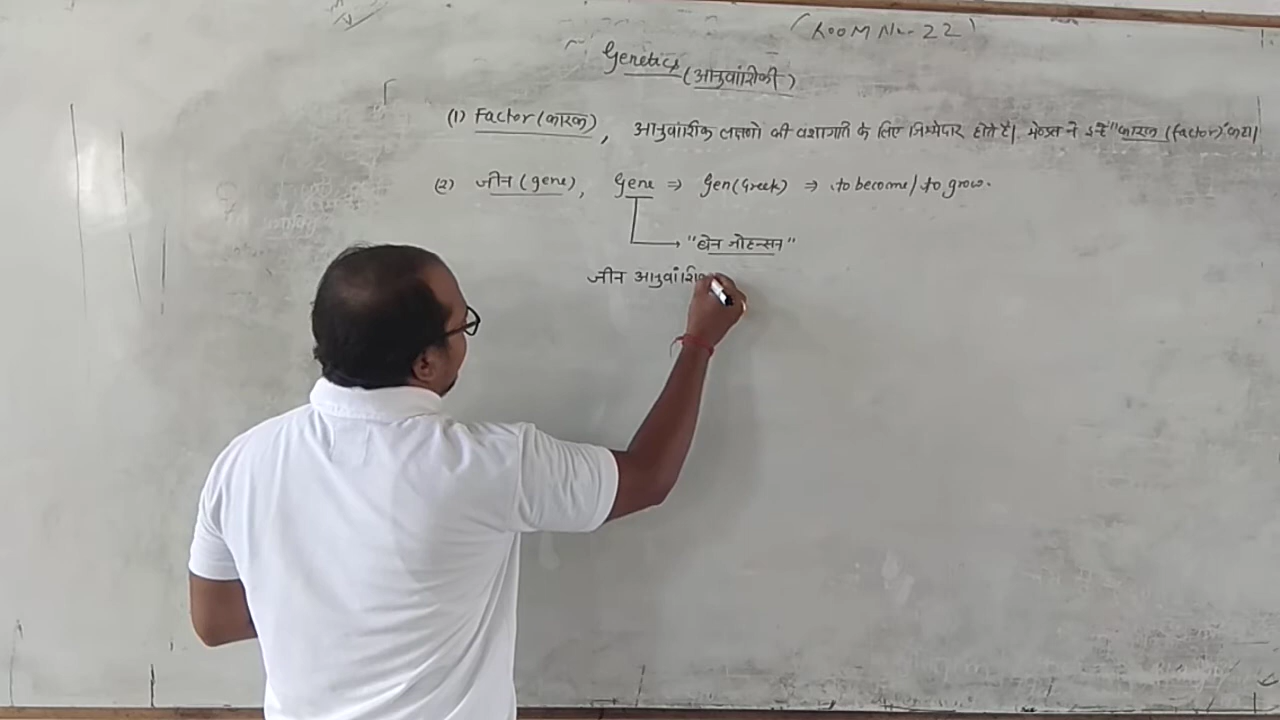 (ROOM No- 22)
Genetics (आनुवांशिकी)
(1) Factor (कारक), आनुवांशिक लक्षणो की वंशागति के लिए जिम्मेदार होते है। मेण्डल ने इन्हे "कारक (factor)" कहा।
(2) जीन (gene), Gene ⇒ Gen (Greek) ⇒ to become/to grow.
"बेन जोहन्सन"
जीन आनुवांशिक